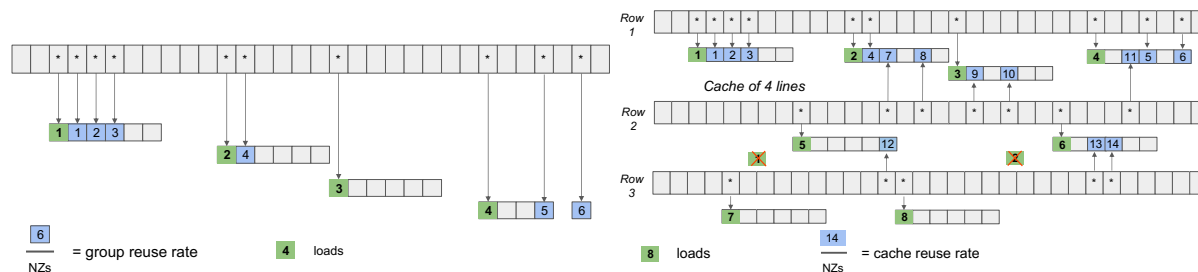 * * * * * * * * * *
1 1 2 3
2 4
3
4 5 6
6
NZs
= group reuse rate
4 loads
Row
1
* * * * * * * * * *
1 1 2 3
2 4 7 8
3 9 10
4 11 5 6
Cache of 4 lines
Row
2
* * * * * * * *
5 12
6 13 14
1
2
Row
3
* * * * *
7
8
8 loads
14
NZs
= cache reuse rate